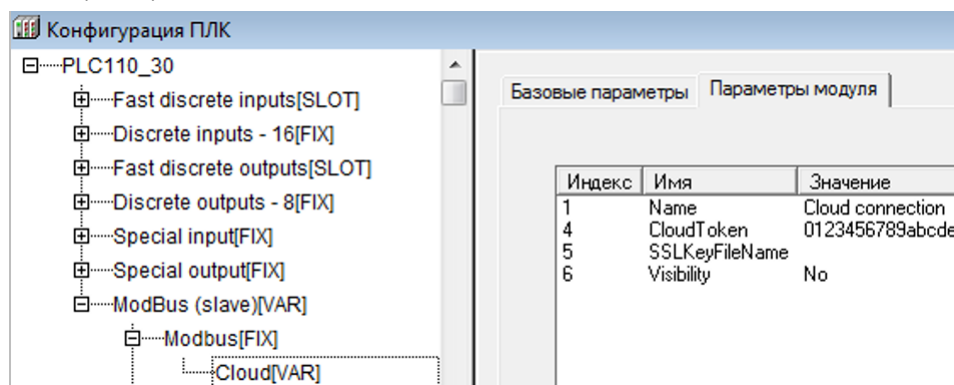 Конфигурация ПЛК
PLC110_30
Fast discrete inputs[SLOT]
Discrete inputs - 16[FIX]
Fast discrete outputs[SLOT]
Discrete outputs - 8[FIX]
Special input[FIX]
Special output[FIX]
ModBus (slave)[VAR]
Modbus[FIX]
Cloud[VAR]
Базовые параметры Параметры модуля
Индекс Имя Значение
1 Name Cloud connection
4 CloudToken 0123456789abcde
5 SSLKeyFileName
6 Visibility No